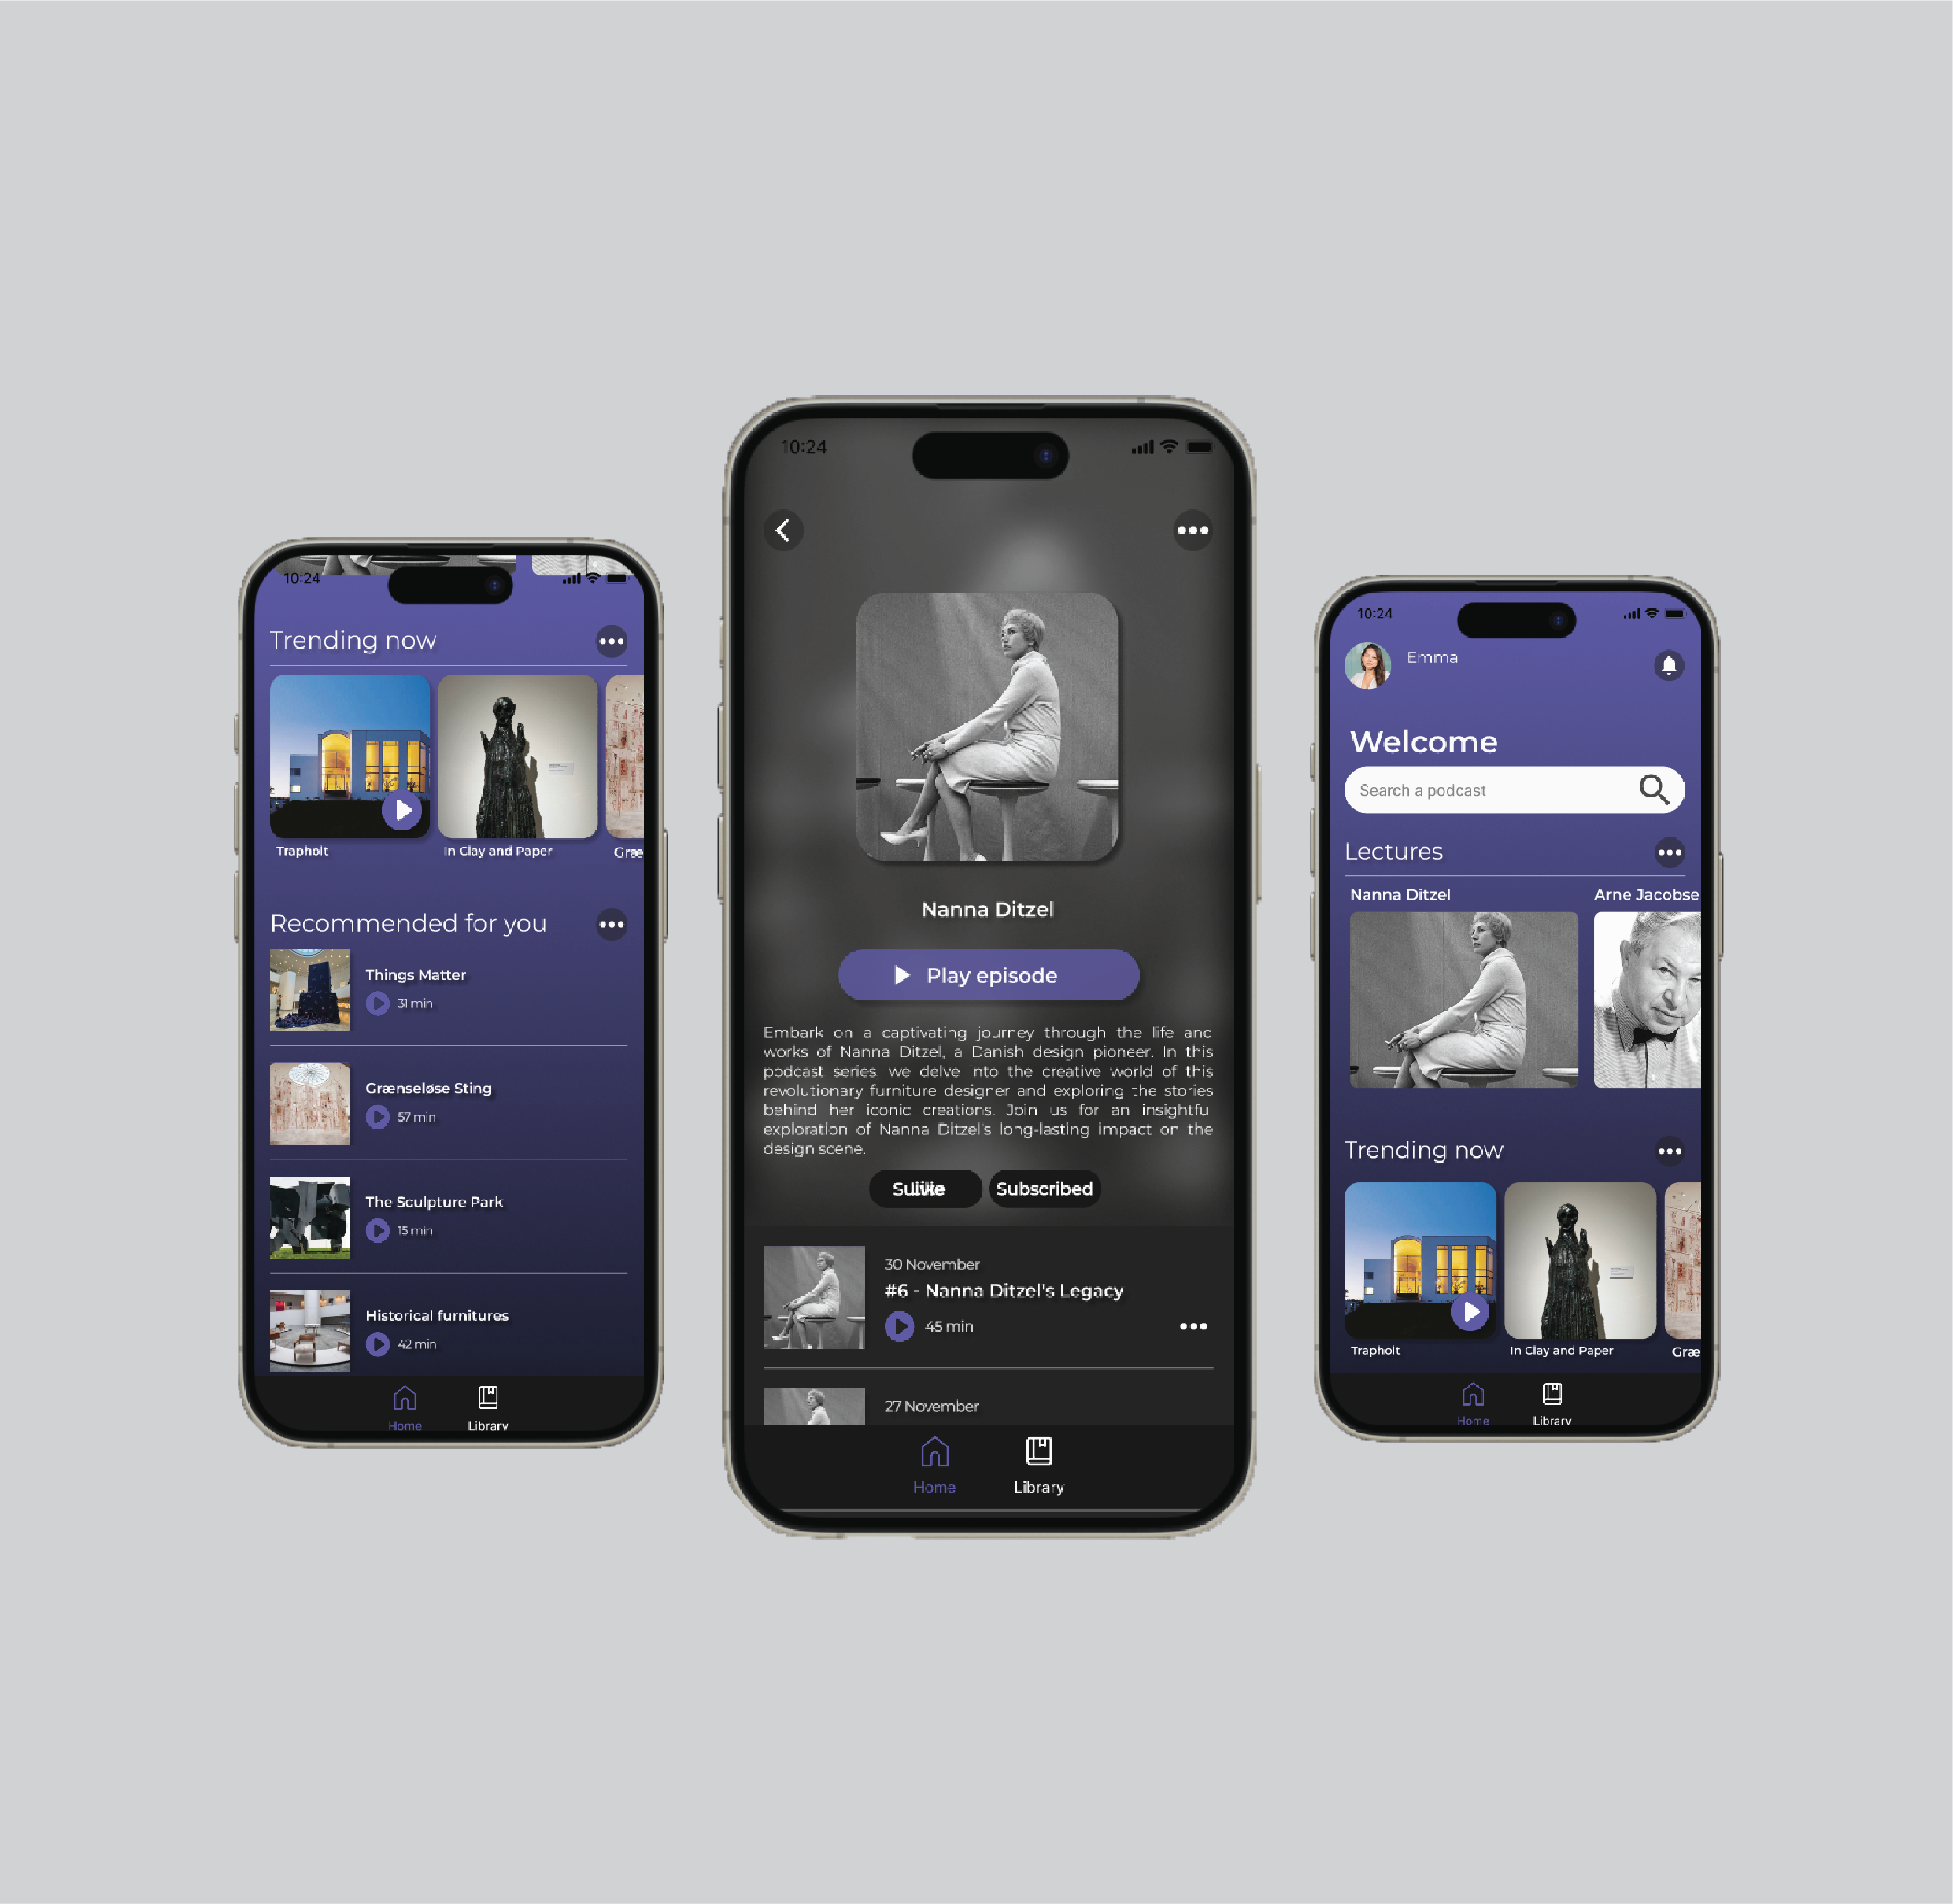 10:24
Trending now
Trapholt
In Clay and Paper
Græ
Recommended for you
Things Matter
31 min
Grænseløse Sting
57 min
The Sculpture Park
15 min
Historical furnitures
42 min
Home
Library
10:24
Nanna Ditzel
Play episode
Embark on a captivating journey through the life and
works of Nanna Ditzel, a Danish design pioneer. In this
podcast series, we delve into the creative world of this
revolutionary furniture designer and exploring the stories
behind her iconic creations. Join us for an insightful
exploration of Nanna Ditzel's long-lasting impact on the
design scene.
Subscribed
30 November
#6 - Nanna Ditzel's Legacy
45 min
27 November
Home
Library
10:24
Emma
Welcome
Search a podcast
Lectures
Nanna Ditzel
Arne Jacobse
Trending now
Trapholt
In Clay and Paper
Græ
Home
Library